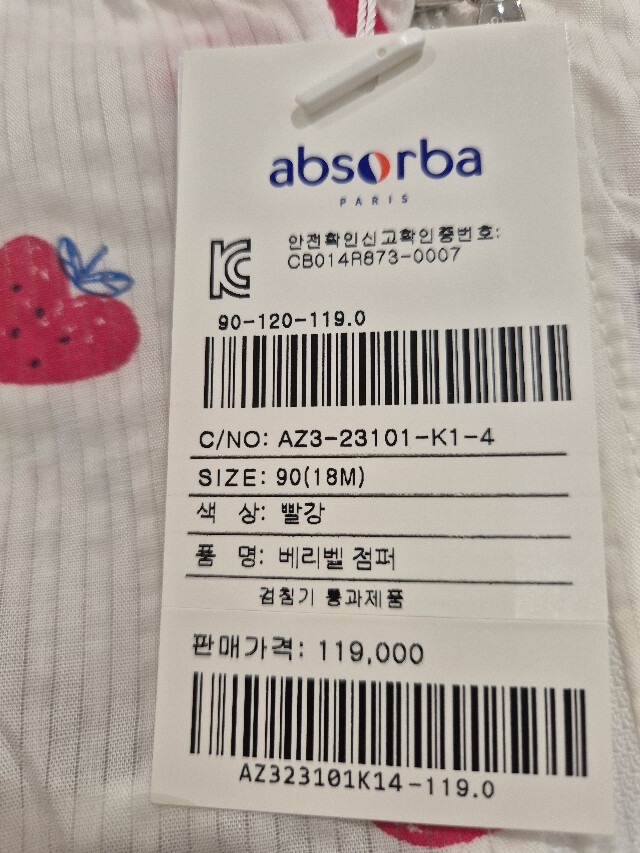 absorba
PARIS
안전확인신고확인증번호:
CB014R873-0007
90-120-119.0
C/NO: AZ3-23101-K1-4
SIZE: 90(18M)
색 상: 빨강
품 명: 베리벨 점퍼
검침기 통과제품
판매가격: 119,000
AZ323101K14-119.0